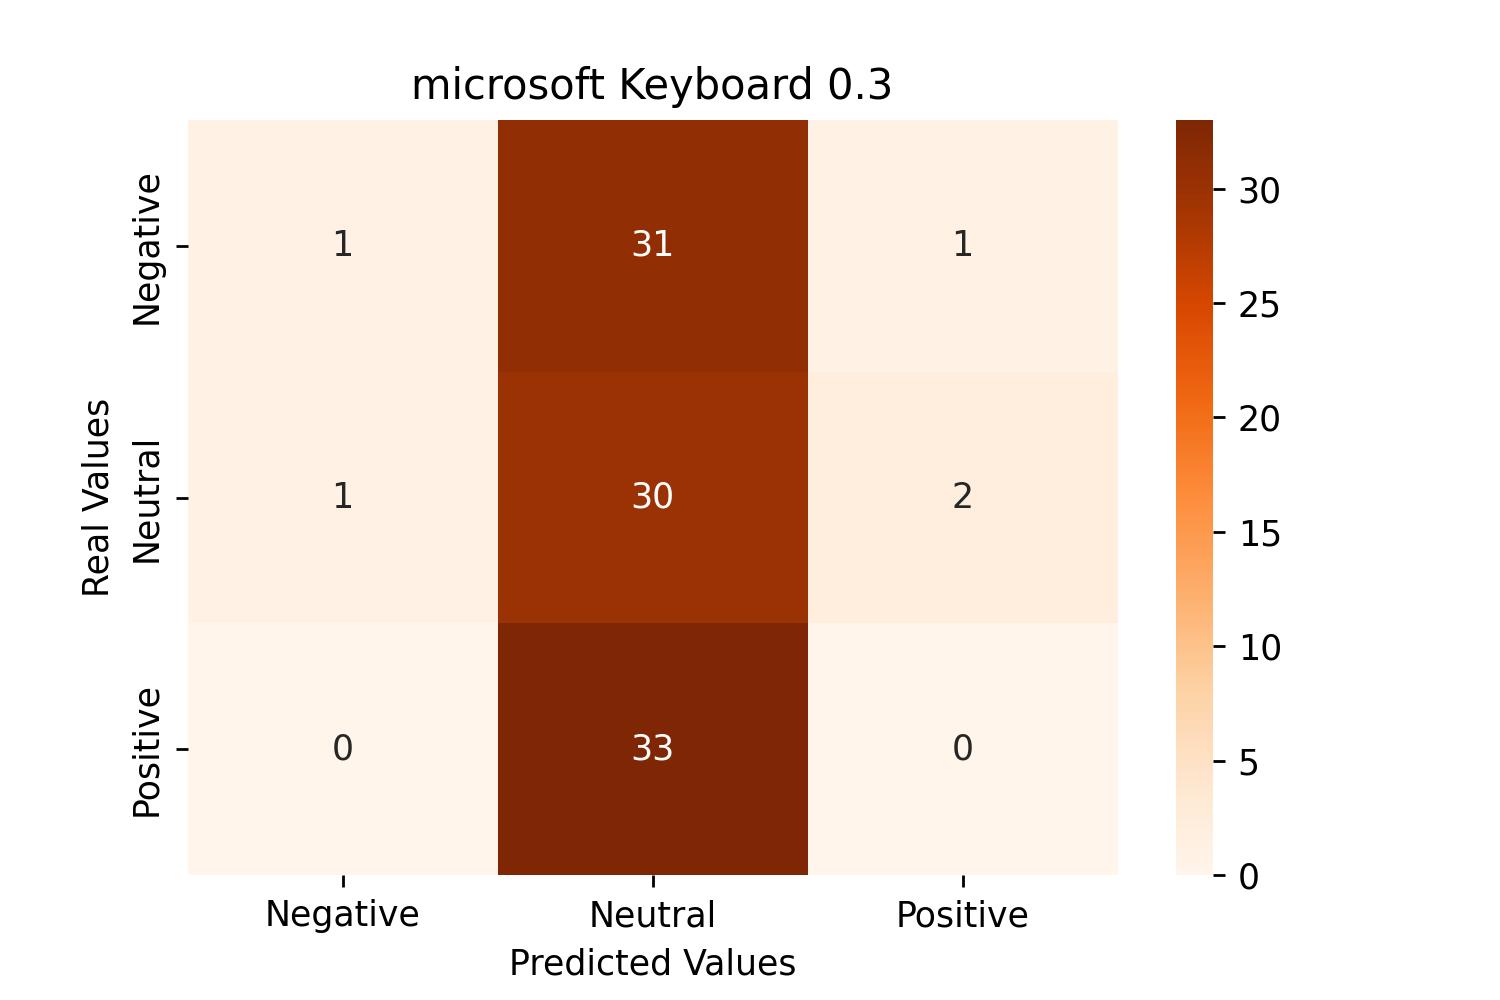 microsoft Keyboard 0.3
Real Values
Negative
1 31 1
Neutral
1 30 2
Positive
0 33 0
Negative Neutral Positive
Predicted Values
30
25
20
15
10
5
0